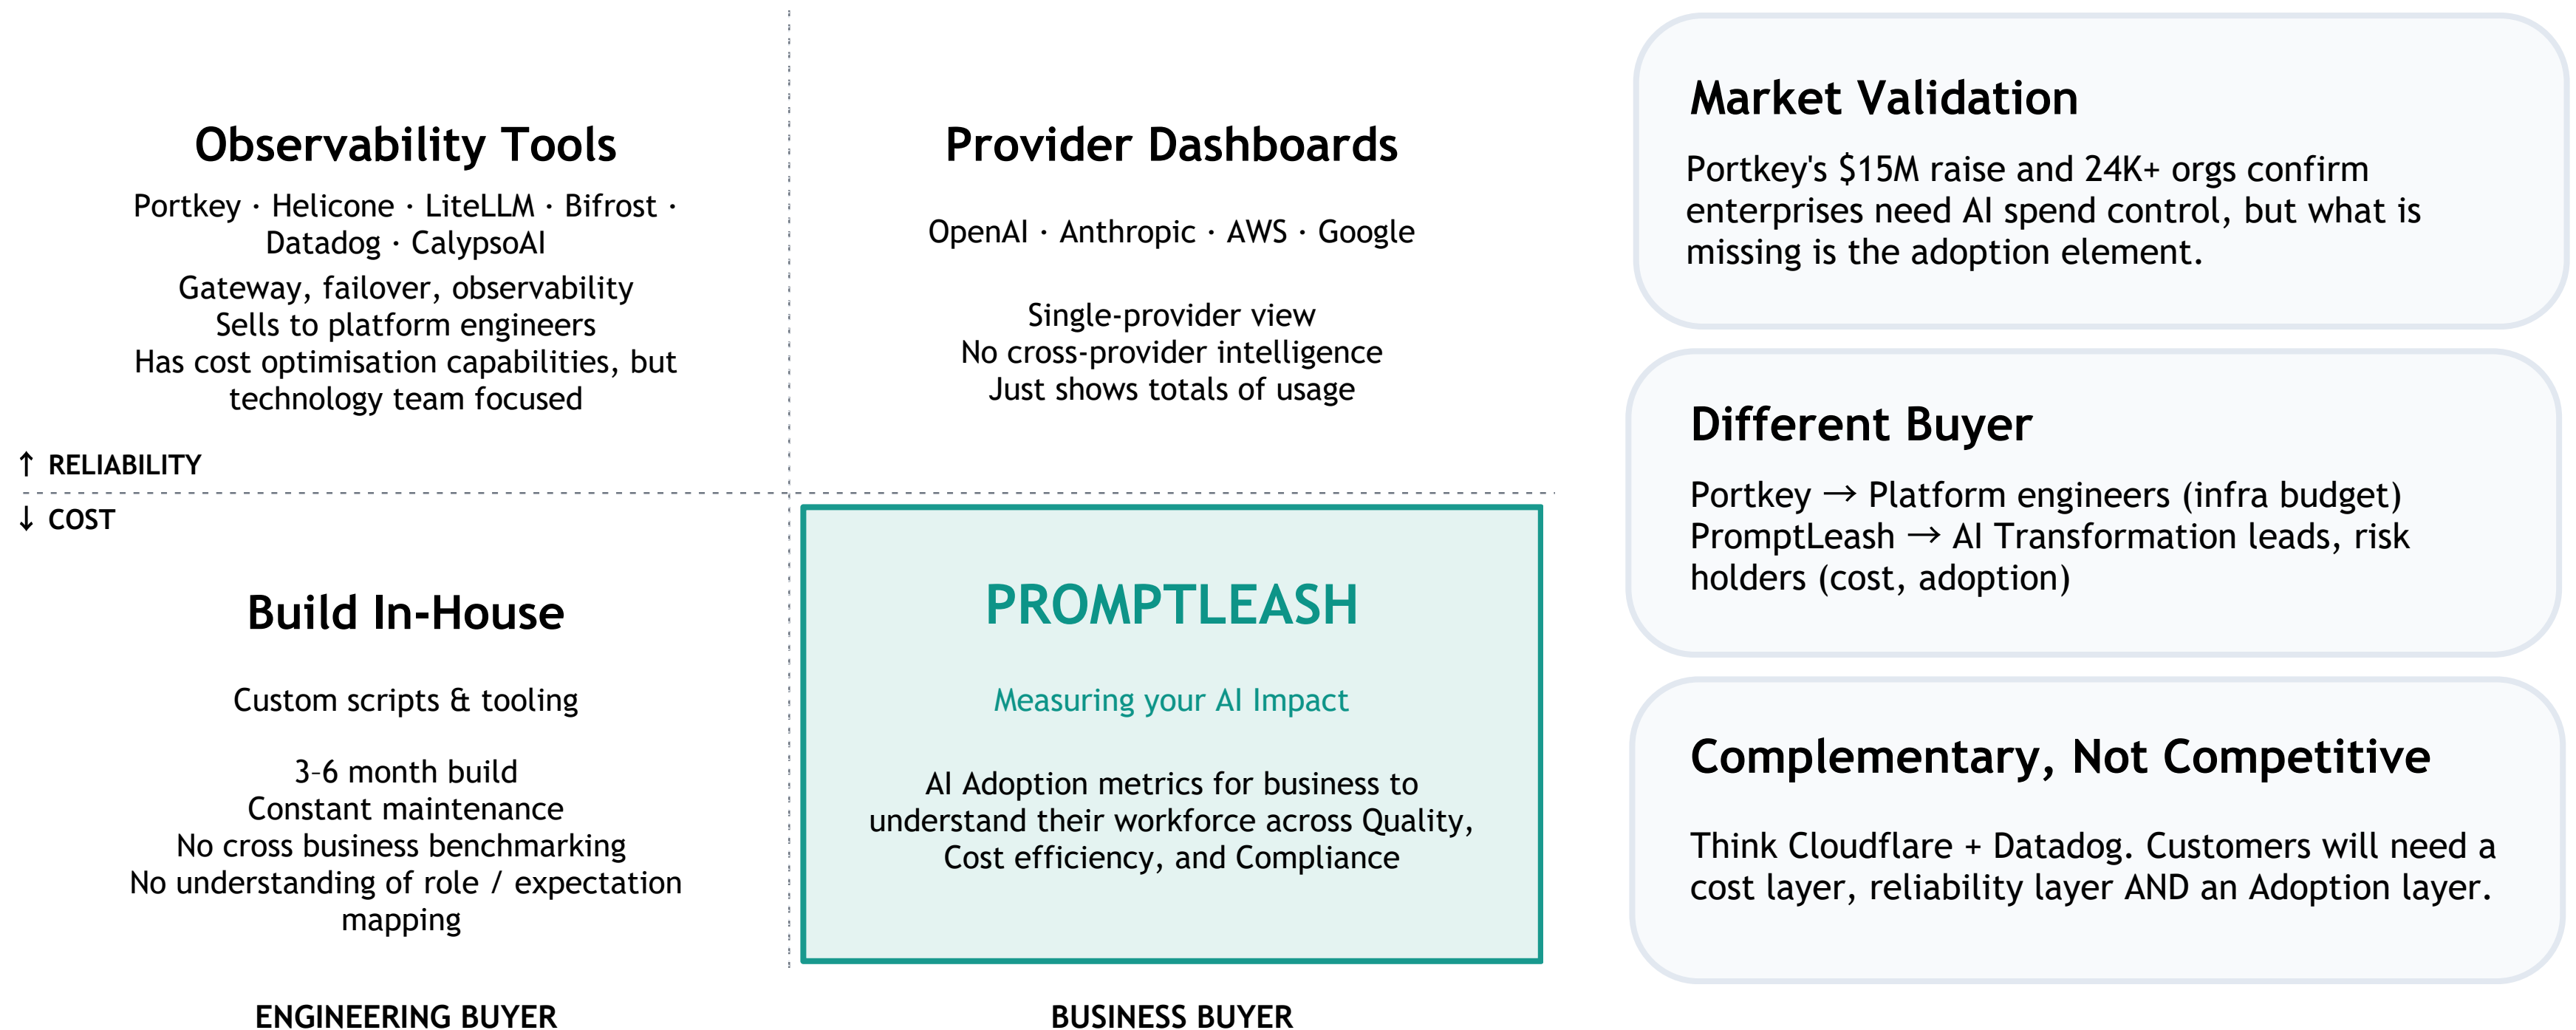 Observability Tools
Portkey · Helicone · LiteLLM · Bifrost ·
Datadog · CalypsoAI
Gateway, failover, observability
Sells to platform engineers
Has cost optimisation capabilities, but
technology team focused
Provider Dashboards
OpenAI · Anthropic · AWS · Google
Single-provider view
No cross-provider intelligence
Just shows totals of usage
↑ RELIABILITY
↓ COST
Build In-House
Custom scripts & tooling
3-6 month build
Constant maintenance
No cross business benchmarking
No understanding of role / expectation
mapping
PROMPTLEASH
Measuring your AI Impact
AI Adoption metrics for business to
understand their workforce across Quality,
Cost efficiency, and Compliance
ENGINEERING BUYER
BUSINESS BUYER
Market Validation
Portkey's $15M raise and 24K+ orgs confirm
enterprises need AI spend control, but what is
missing is the adoption element.
Different Buyer
Portkey → Platform engineers (infra budget)
PromptLeash → AI Transformation leads, risk
holders (cost, adoption)
Complementary, Not Competitive
Think Cloudflare + Datadog. Customers will need a
cost layer, reliability layer AND an Adoption layer.